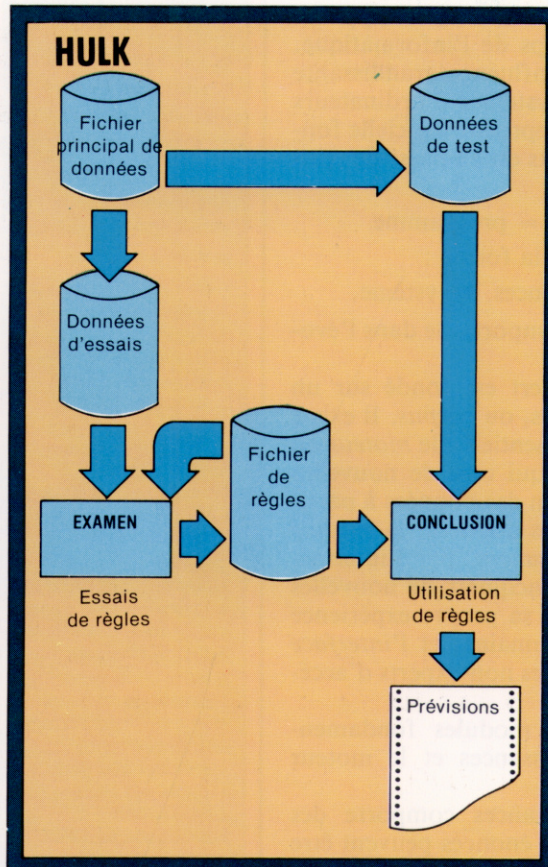 HULK
Fichier
principal de
données
Données
de test
Données
d'essais
Fichier
de
règles
EXAMEN
CONCLUSION
Essais
de règles
Utilisation
de règles
Prévisions